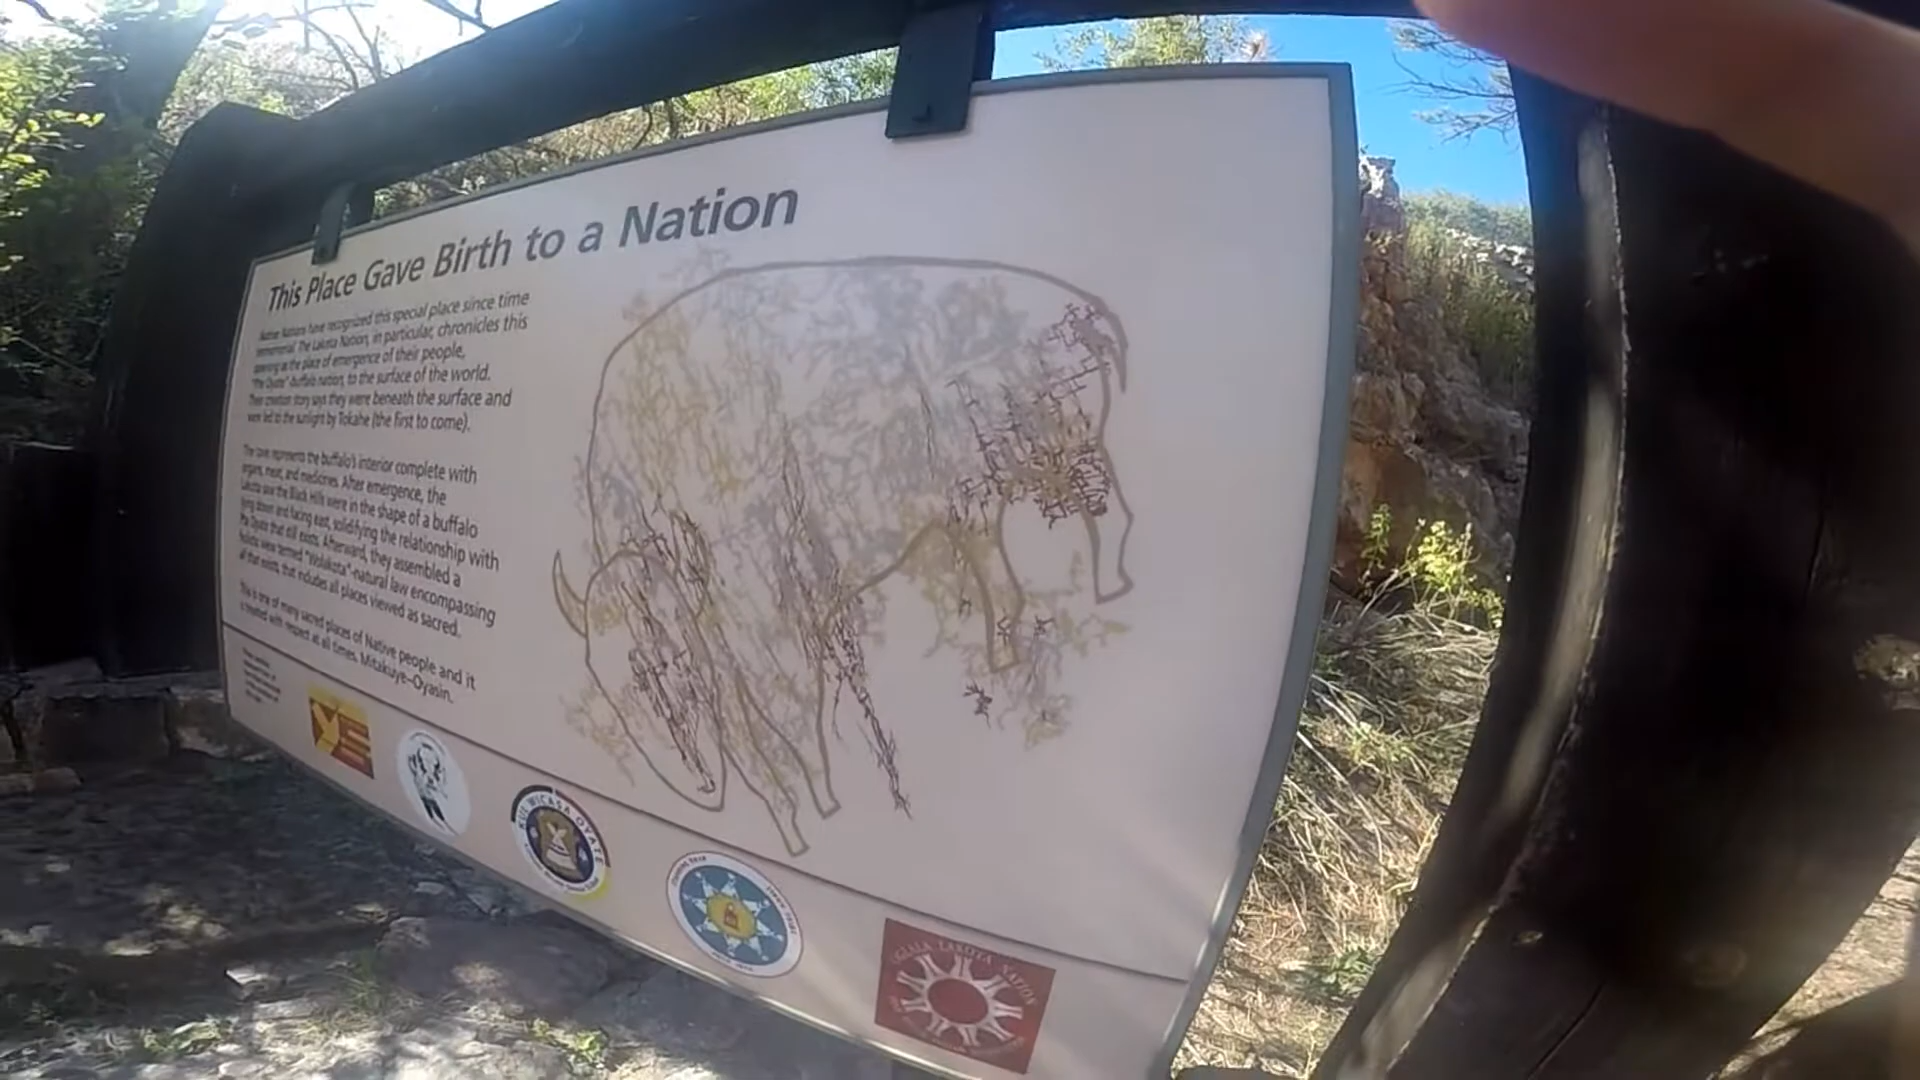 This Place Gave Birth to a Nation
Native Nations have recognized this special place since time
immemorial. The Lakota Nation, in particular, chronicles this
opening as the place of emergence of their people,
"Pte Oyate"-buffalo nation, to the surface of the world.
Their creation story says they were beneath the surface and
were led to the sunlight by Tokahe (the first to come).
The cave represents the buffalo's interior complete with
organs, meat, and medicines. After emergence, the
Lakota saw the Black Hills were in the shape of a buffalo
lying down and facing east, solidifying the relationship with
Pte Oyate that still exists. Afterward, they assembled a
holistic view termed "Wolakota"-natural law encompassing
all that exists, that includes all places viewed as sacred.
This is one of many sacred places of Native people and it
is treated with respect at all times. Mitakuye-Oyasin.
KUL WICASA OYATE
OGLALA LAKOTA NATION